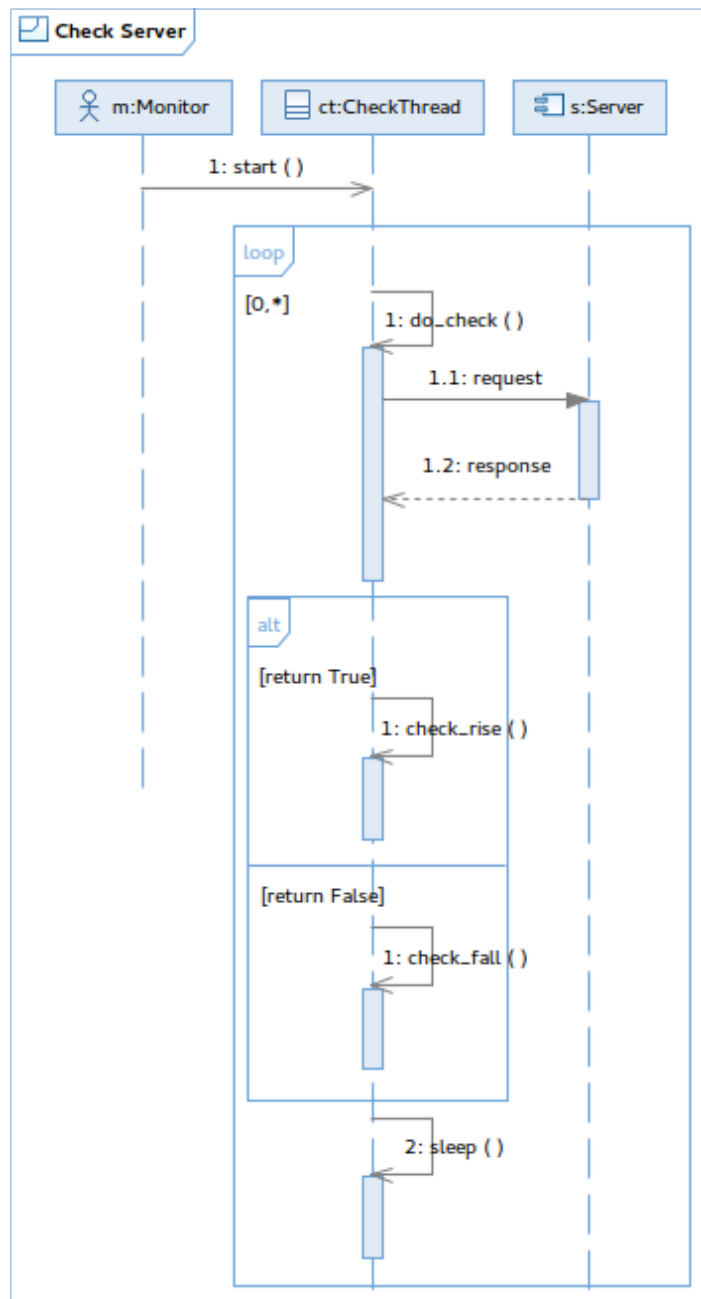 Check Server
m:Monitor
ct:CheckThread
s:Server
1: start ( )
loop
[0,*]
1: do_check ( )
1.1: request
1.2: response
alt
[return True]
1: check_rise ( )
[return False]
1: check_fall ( )
2: sleep ( )